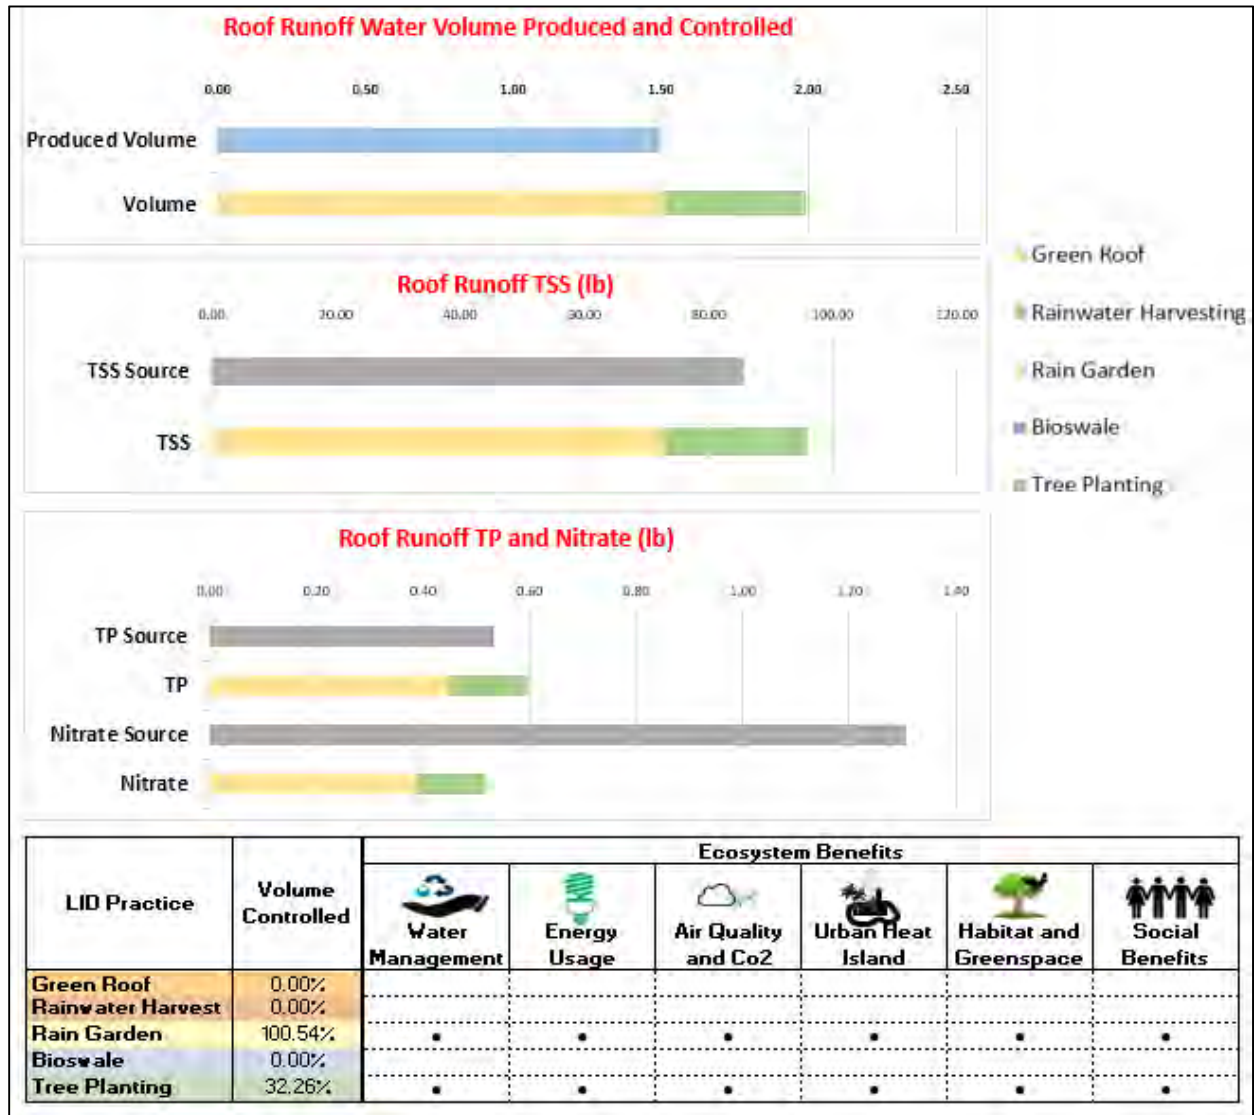 Roof Runoff Water Volume Produced and Controlled
0.00 0.50 1.00 1.50 2.00 2.50
Produced Volume
Volume
Roof Runoff TSS (lb)
0.00 20.00 40.00 60.00 80.00 100.00 120.00
TSS Source
TSS
Green Roof
Rainwater Harvesting
Rain Garden
Bioswale
Tree Planting
Roof Runoff TP and Nitrate (lb)
0.00 0.20 0.40 0.60 0.80 1.00 1.20 1.40
TP Source
TP
Nitrate Source
Nitrate
LID Practice
Volume
Controlled
Ecosystem Benefits
Water
Management
Energy
Usage
Air Quality
and Co2
Urban Heat
Island
Habitat and
Greenspace
Social
Benefits
Green Roof 0.00%
Rainwater Harvest 0.00%
Rain Garden 100.54% • • • • • •
Bioswale 0.00%
Tree Planting 32.26% • • • • • •